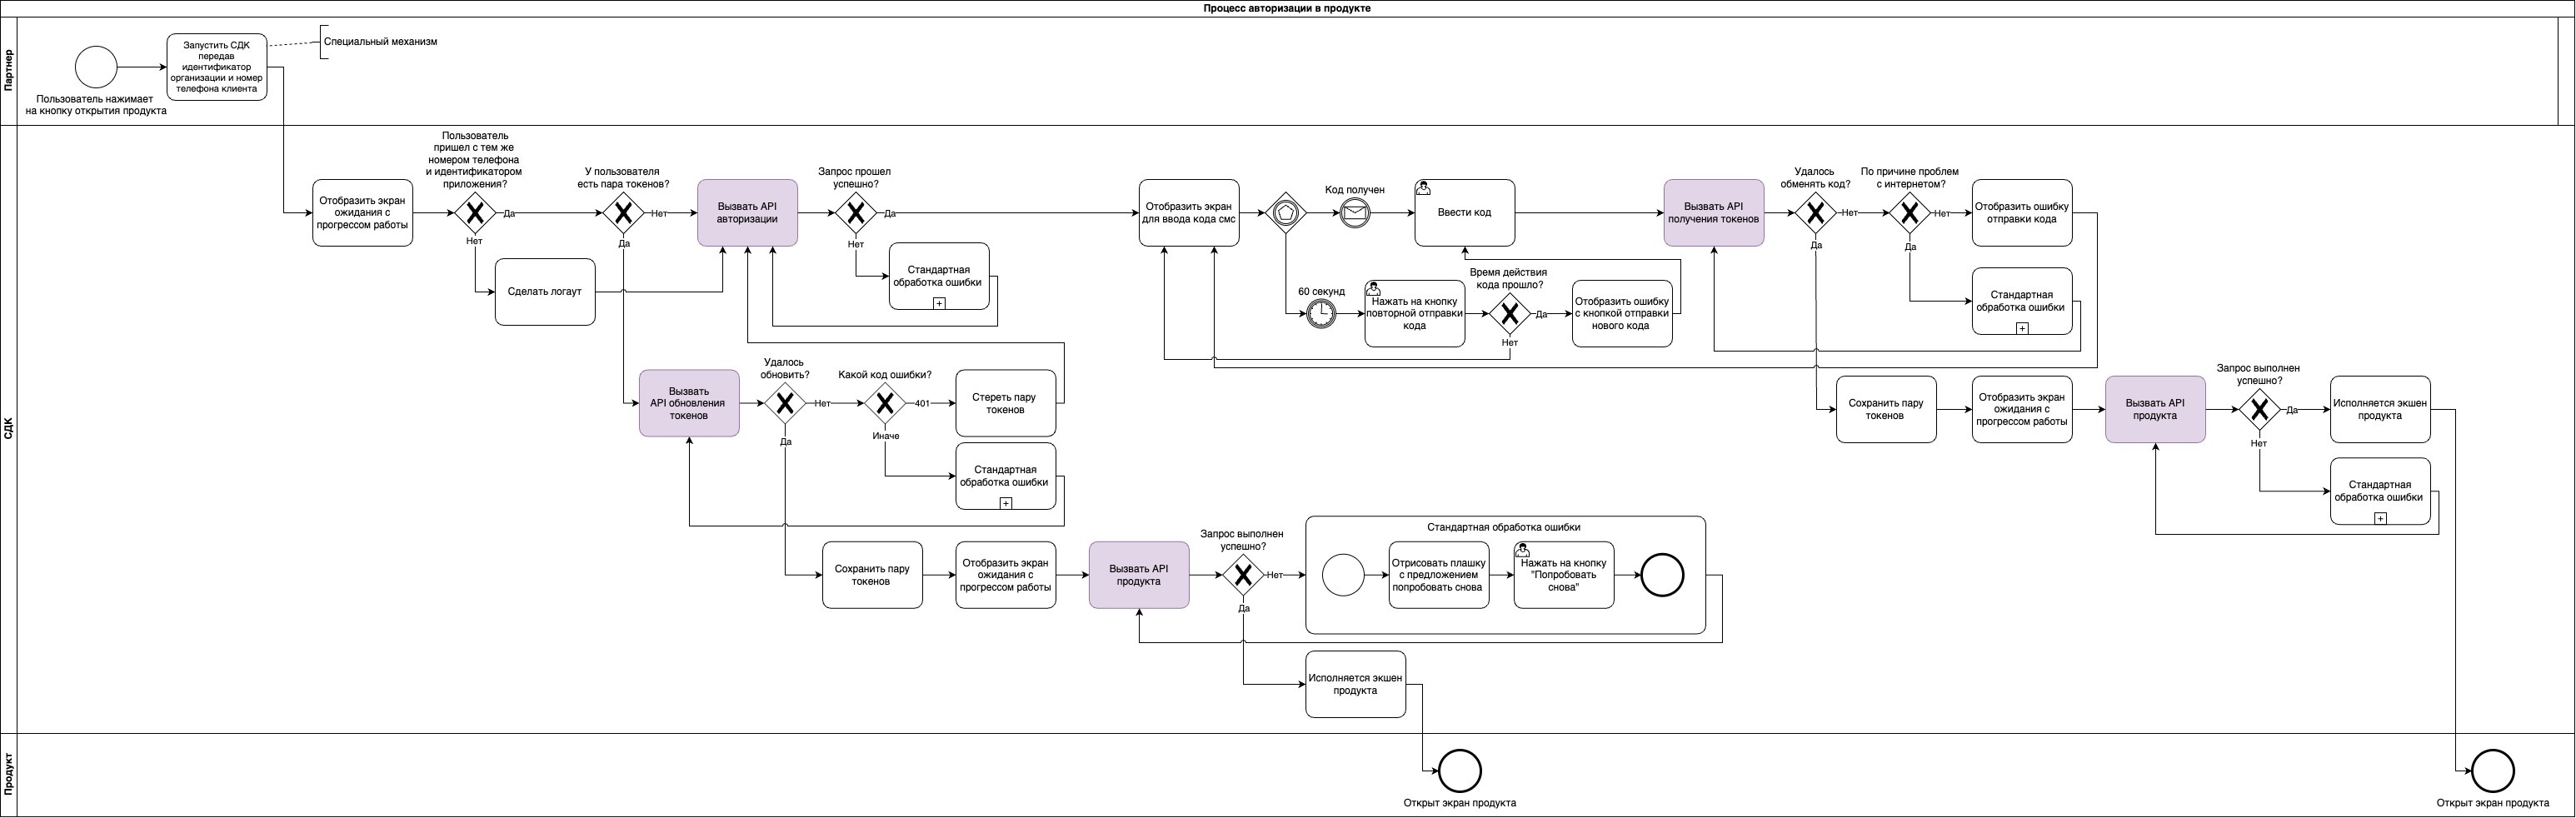 Процесс авторизации в продукте
Партнер
Пользователь нажимает
на кнопку открытия продукта
Запустить СДК
передав
идентификатор
организации и номер
телефона клиента
Специальный механизм
СДК
Отобразить экран
ожидания с
прогрессом работы
Пользователь
пришел с тем же
номером телефона
и идентификатором
приложения?
Да
Нет
Сделать логаут
У пользователя
есть пара токенов?
Нет
Да
Вызвать API
авторизации
Запрос прошел
успешно?
Да
Нет
Стандартная
обработка ошибки
Отобразить экран
для ввода кода смс
Код получен
Ввести код
60 секунд
Нажать на кнопку
повторной отправки
кода
Время действия
кода прошло?
Да
Нет
Отобразить ошибку
с кнопкой отправки
нового кода
Вызвать API
получения токенов
Удалось
обменять код?
Нет
Да
По причине проблем
с интернетом?
Нет
Да
Отобразить ошибку
отправки кода
Стандартная
обработка ошибки
Вызвать
API обновления
токенов
Удалось
обновить?
Нет
Да
Какой код ошибки?
401
Иначе
Стереть пару
токенов
Стандартная
обработка ошибки
Сохранить пару
токенов
Отобразить экран
ожидания с
прогрессом работы
Вызвать API
продукта
Запрос выполнен
успешно?
Да
Нет
Исполняется экшен
продукта
Стандартная
обработка ошибки
Сохранить пару
токенов
Отобразить экран
ожидания с
прогрессом работы
Вызвать API
продукта
Запрос выполнен
успешно?
Нет
Да
Стандартная обработка ошибки
Отрисовать плашку
с предложением
попробовать снова
Нажать на кнопку
"Попробовать
снова"
Исполняется экшен
продукта
Продукт
Открыт экран продукта
Открыт экран продукта